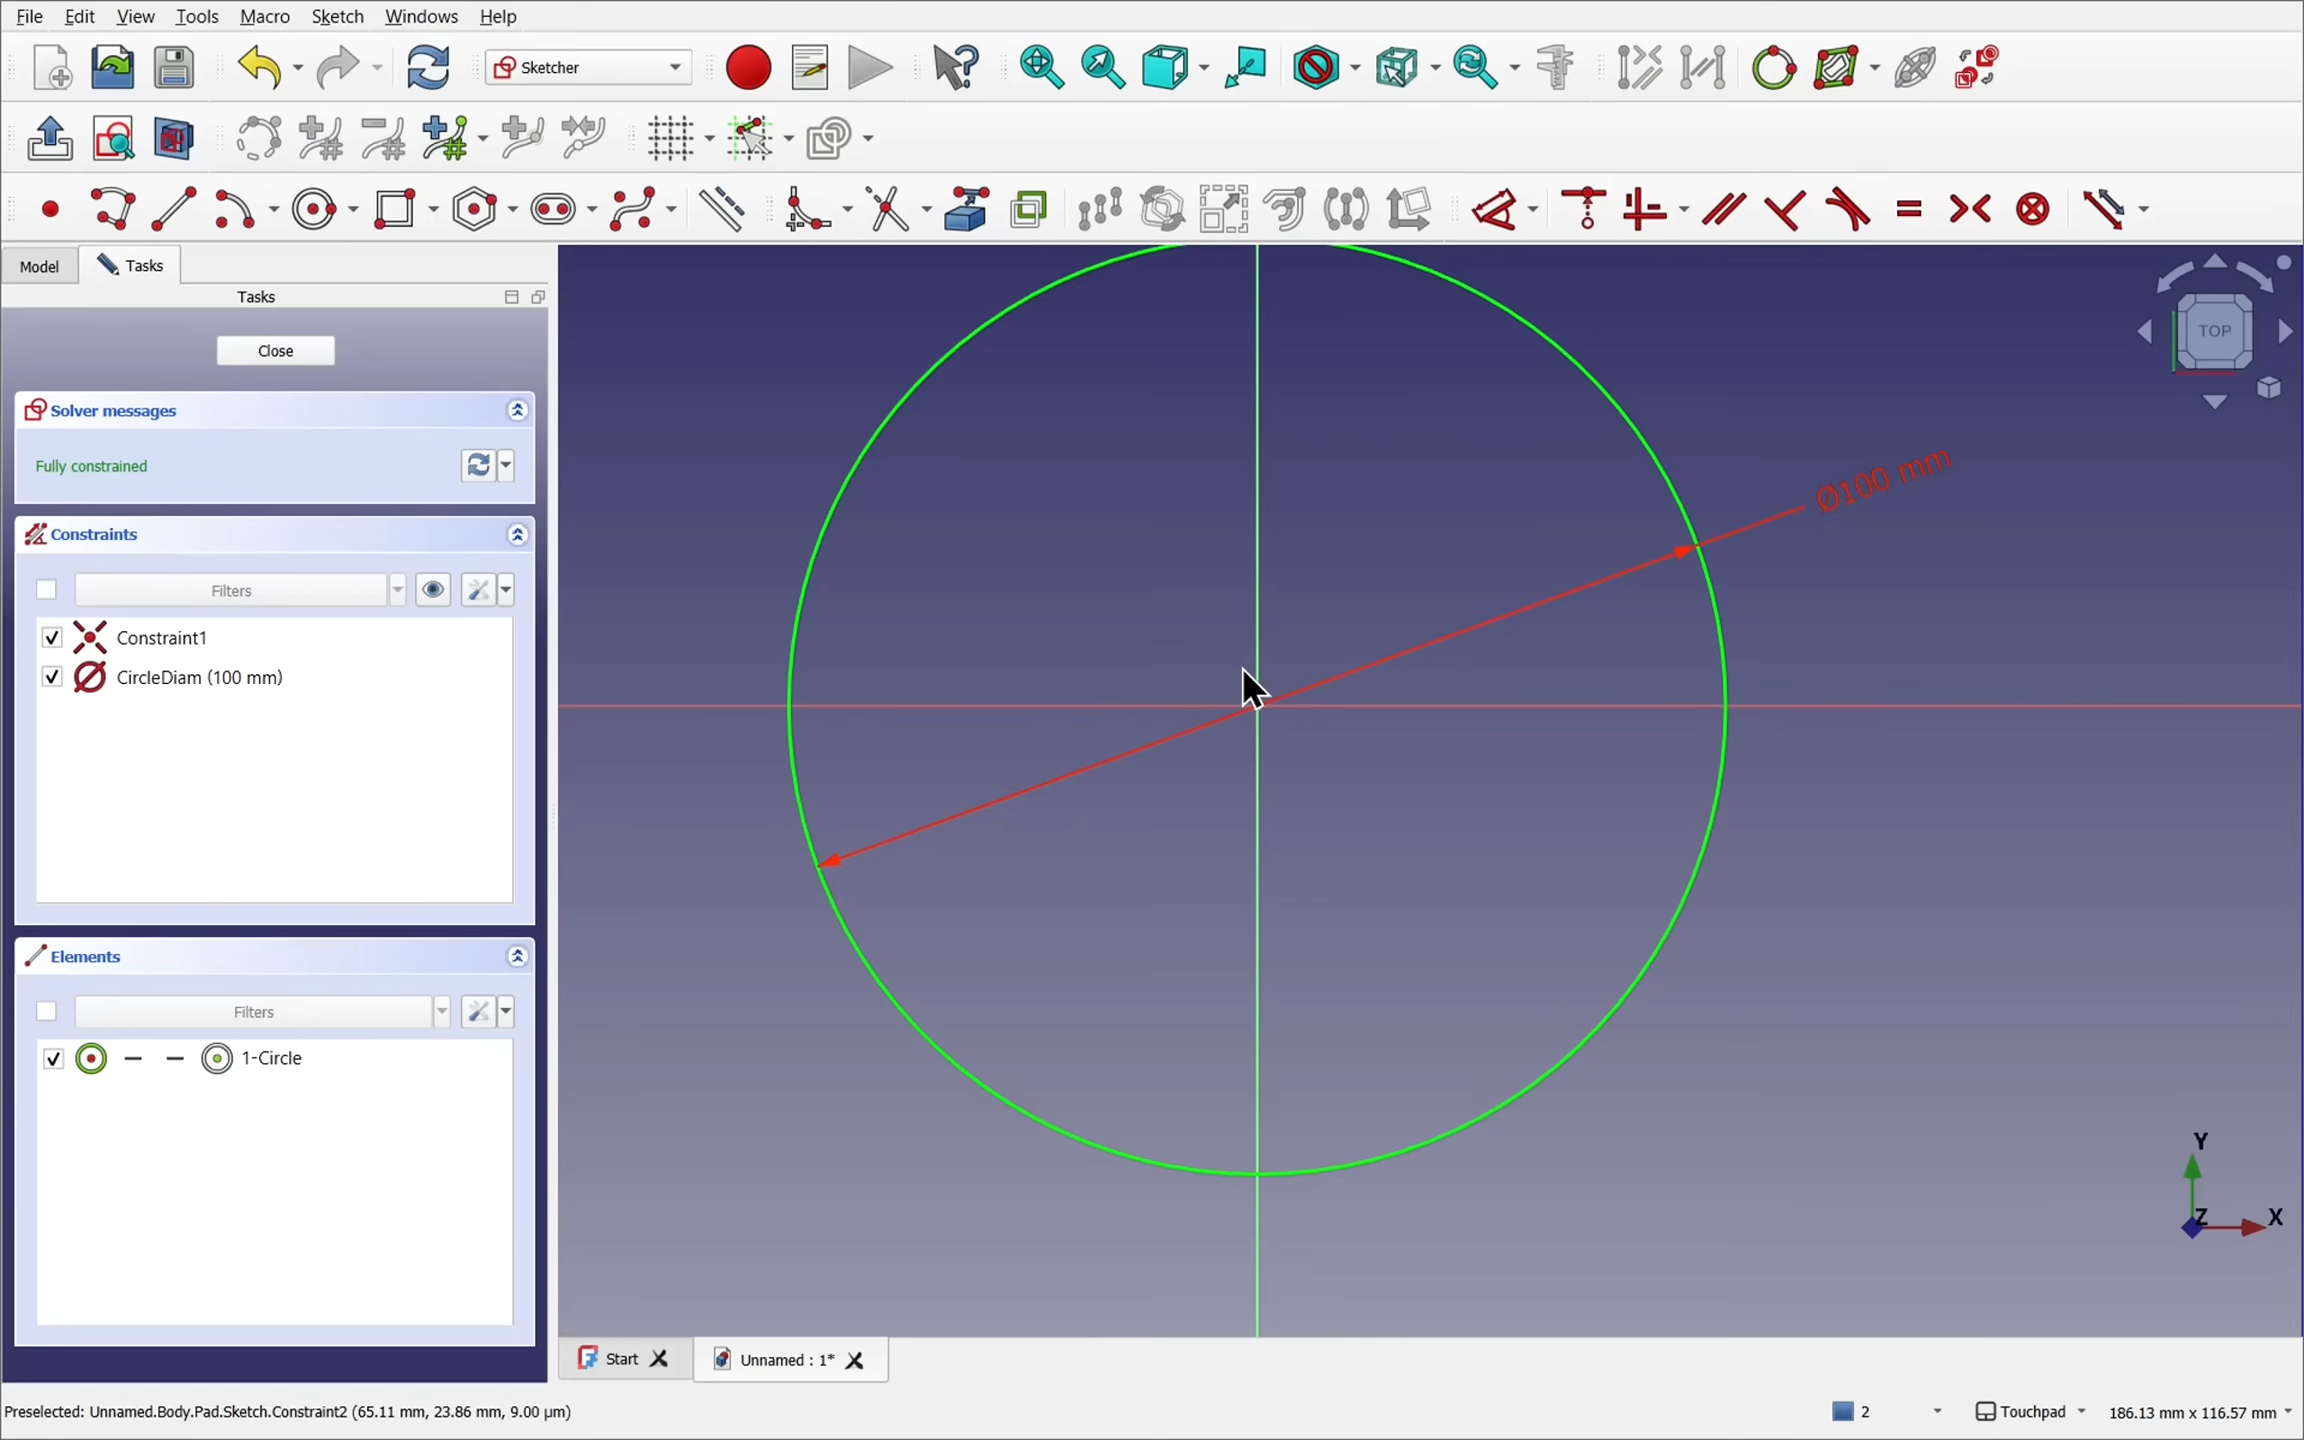 File Edit View Tools Macro Sketch Windows Help
Sketcher
Model Tasks
Tasks
Close
Solver messages
Fully constrained
Constraints
Filters
Constraint1
CircleDiam (100 mm)
Elements
Filters
1-Circle
TOP
Ø100 mm
Y
Z X
Start Unnamed : 1*
Preselected: Unnamed.Body.Pad.Sketch.Constraint2 (65.11 mm, 23.86 mm, 9.00 µm) 2 Touchpad 186.13 mm x 116.57 mm